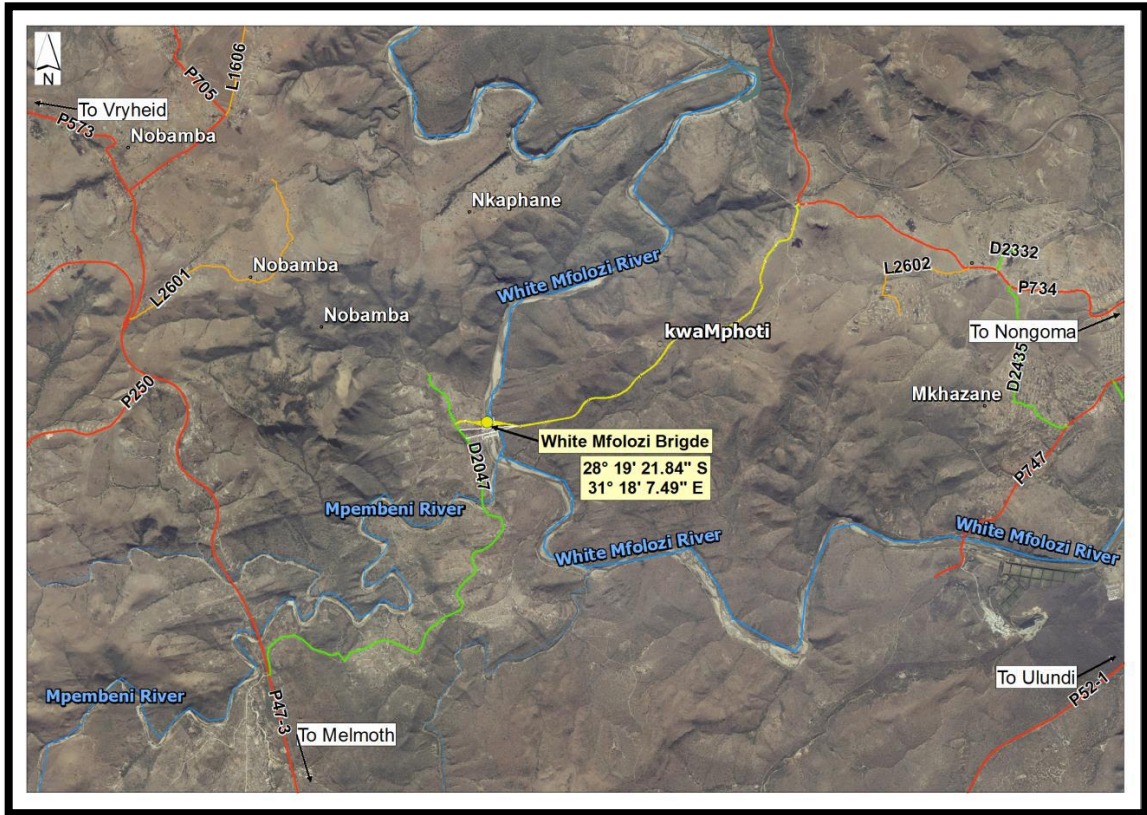 N
L1606
P705
To Vryheid
P573
Nobamba
Nkaphane
Nobamba
L2601
White Mfolozi River
D2332
L2602
P734
To Nongoma
Nobamba
kwaMphoti
D2435
P250
Mkhazane
White Mfolozi Brigde
28° 19' 21.84" S
31° 18' 7.49" E
D2047
P747
Mpembeni River
White Mfolozi River
White Mfolozi River
To Ulundi
P52-1
Mpembeni River
P47-3
To Melmoth